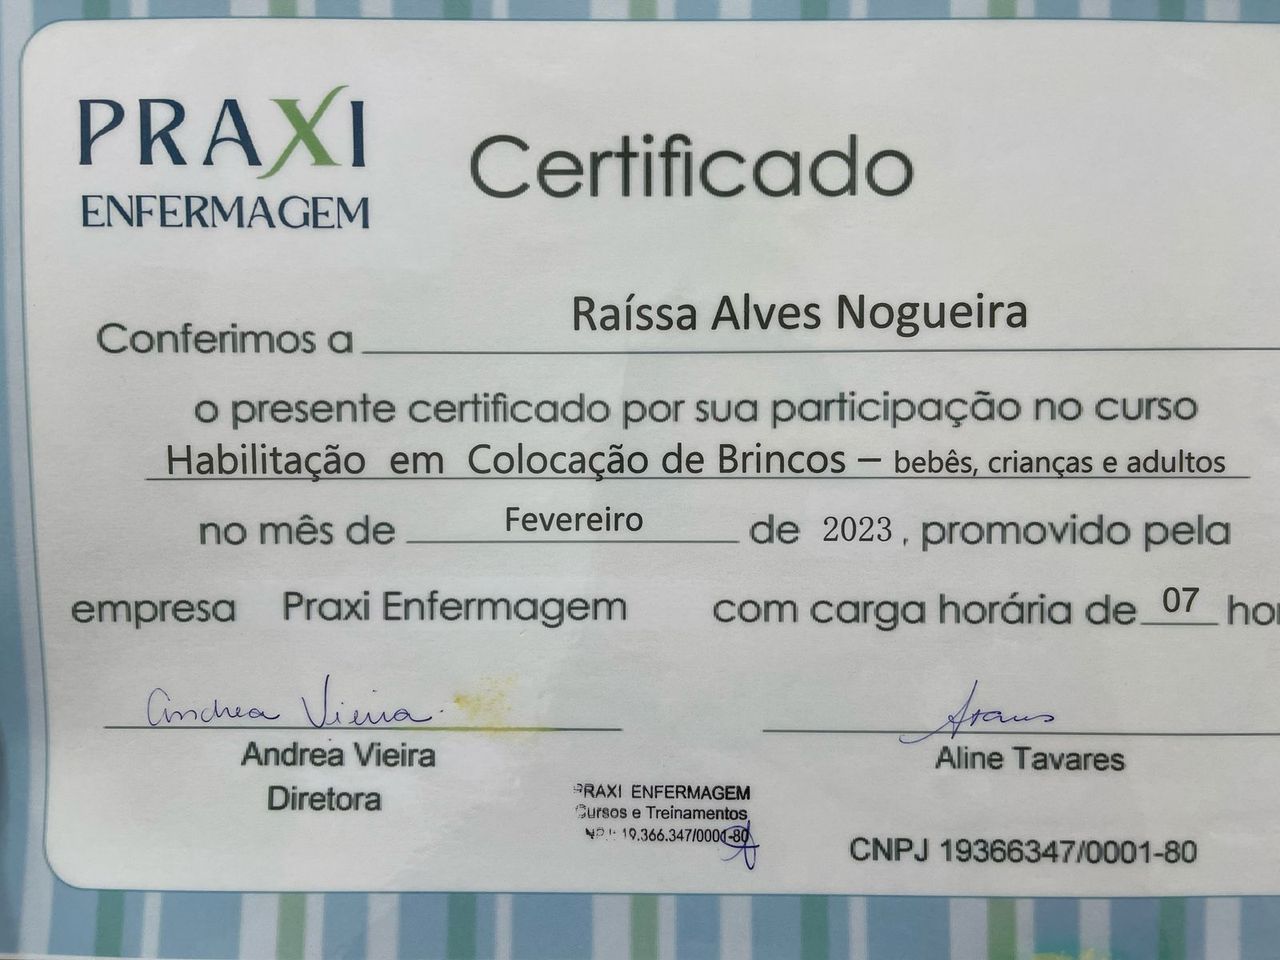 PRAXI
ENFERMAGEM
Certificado
Conferimos a Raíssa Alves Nogueira
o presente certificado por sua participação no curso
Habilitação em Colocação de Brincos – bebês, crianças e adultos
no mês de Fevereiro de 2023, promovido pela
empresa Praxi Enfermagem com carga horária de 07 hor
Andrea Vieira
Andrea Vieira
Diretora
Aline Tavares
PRAXI ENFERMAGEM
Cursos e Treinamentos
19.366.347/0001-80
CNPJ 19366347/0001-80